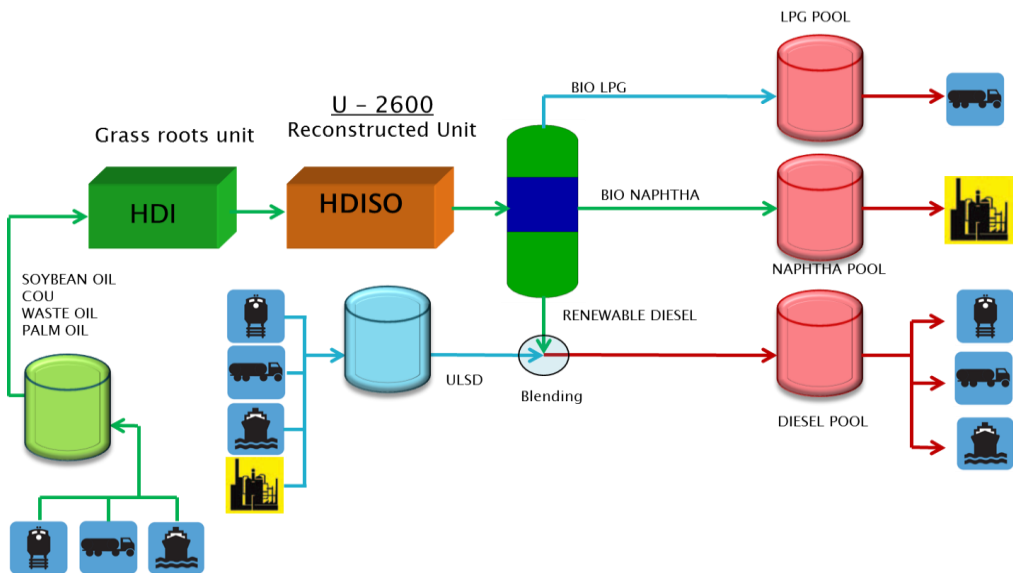 LPG POOL
BIO LPG
U – 2600
Reconstructed Unit
Grass roots unit
HDI
HDISO
BIO NAPHTHA
NAPHTHA POOL
SOYBEAN OIL
COU
WASTE OIL
PALM OIL
RENEWABLE DIESEL
ULSD
Blending
DIESEL POOL